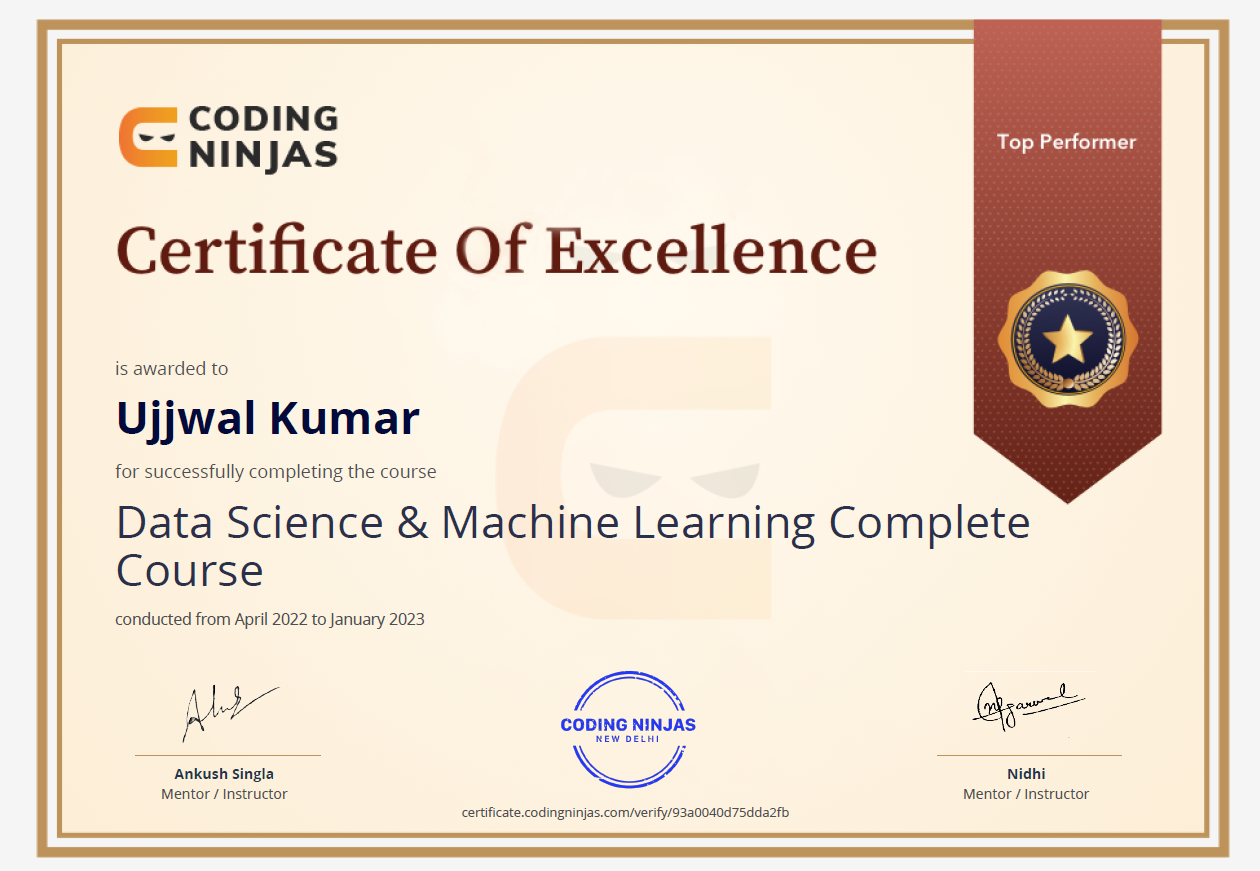 CODING
NINJAS
Top Performer
Certificate Of Excellence
is awarded to
Ujjwal Kumar
for successfully completing the course
Data Science & Machine Learning Complete
Course
conducted from April 2022 to January 2023
CODING NINJAS
NEW DELHI
Ankush Singla
Mentor / Instructor
Nidhi
Mentor / Instructor
certificate.codingninjas.com/verify/93a0040d75dda2fb